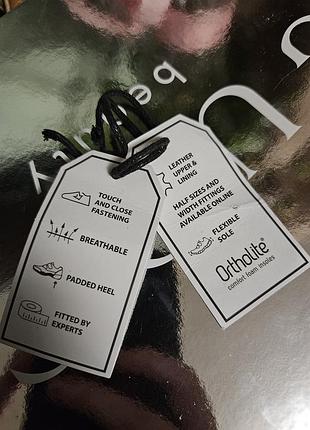 be
TOUCH
AND CLOSE
FASTENING
BREATHABLE
PADDED HEEL
FITTED BY
EXPERTS
LEATHER
UPPER &
LINING
HALF SIZES AND
WIDTH FITTINGS
AVAILABLE ONLINE
FLEXIBLE
SOLE
Ortholite
comfort foam insoles